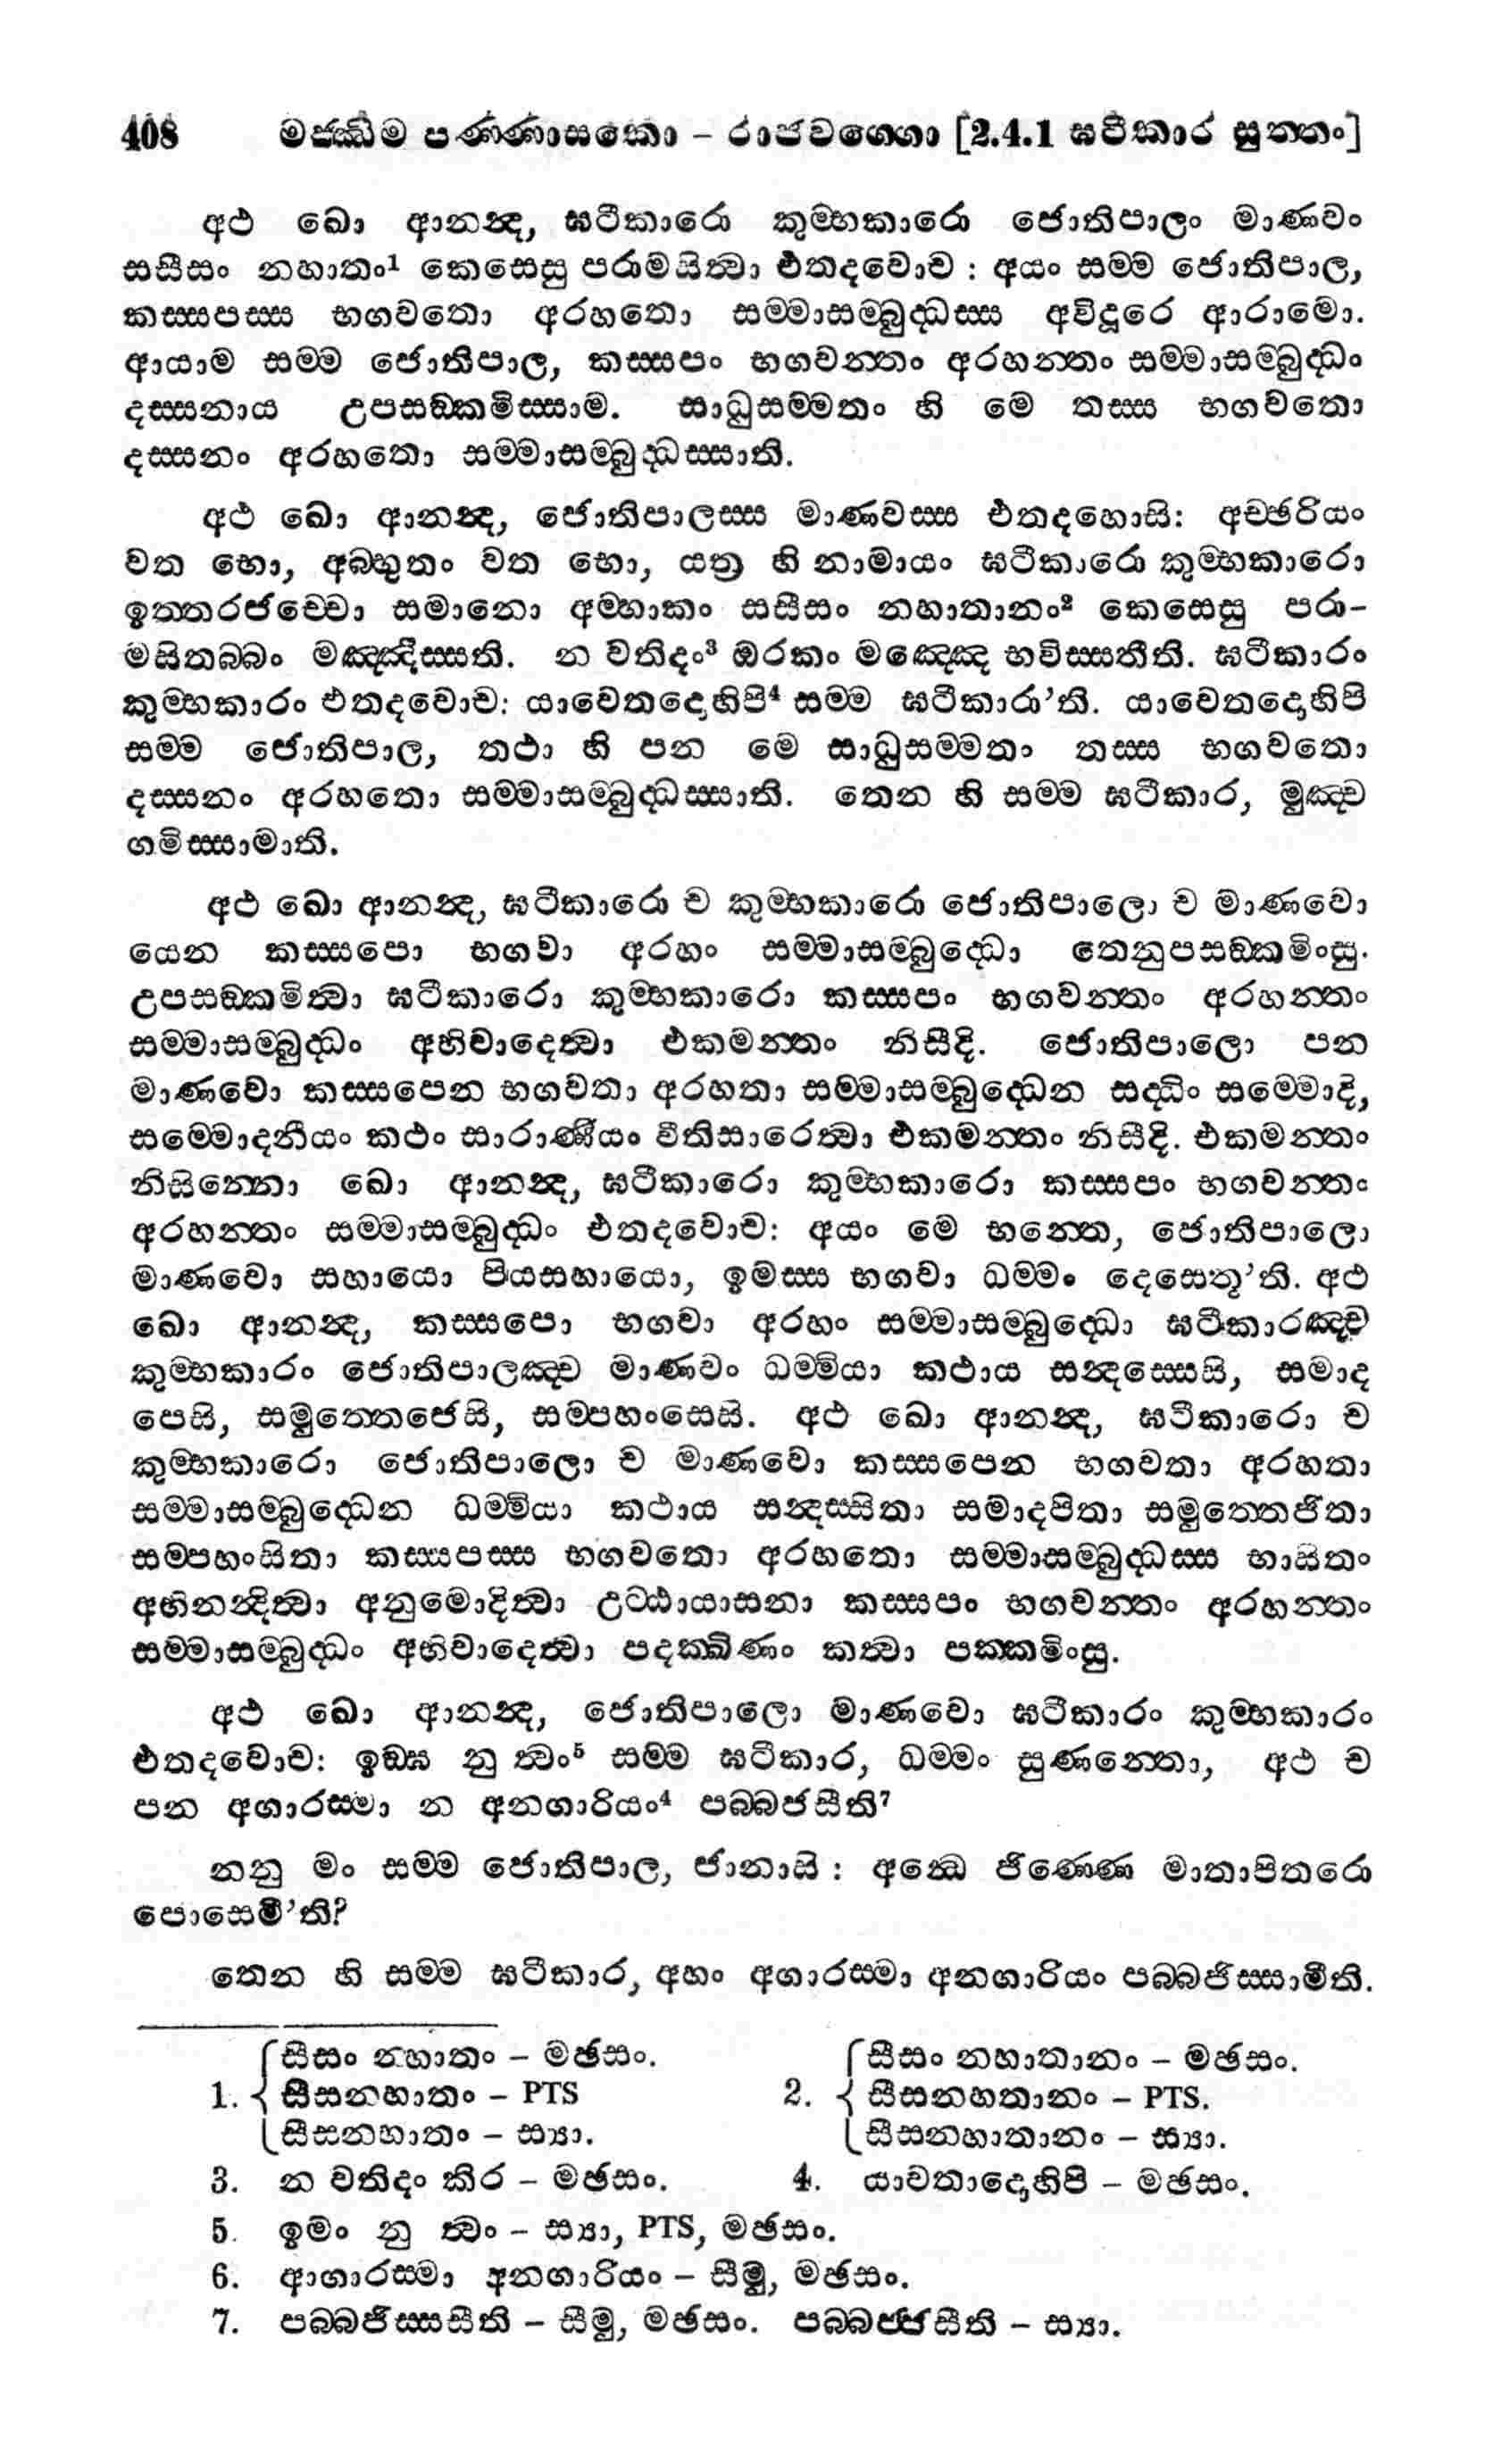 408 මජ්ඣිම පණ්ණාසකො – රාජවග්ගො [2.4.1 ඝටීකාර සුත්තං]
අථ ඛො ආනන්ද, ඝටීකාරො කුම්භකාරො ජොතිපාලං මාණවං
සසීසං නහාතං¹ කෙසෙසු පරාමසිත්වා එතදවොච : අයං සම්ම ජොතිපාල,
කස්සපස්ස භගවතො අරහතො සම්මාසම්බුද්ධස්ස අවිදූරෙ ආරාමො.
ආයාම සම්ම ජොතිපාල, කස්සපං භගවන්තං අරහන්තං සම්මාසම්බුද්ධං
දස්සනාය උපසඞ්කමිස්සාම. සාධුසම්මතං හි මෙ තස්ස භගවතො
දස්සනං අරහතො සම්මාසම්බුද්ධස්සාති.
අථ ඛො ආනන්ද, ජොතිපාලස්ස මාණවස්ස එතදහොසි: අච්ඡරියං
වත භො, අබ්භුතං වත භො, යත්‍ර හි නාමායං ඝටීකාරො කුම්භකාරො
ඉත්තරජච්චො සමානො අම්හාකං සසීසං නහාතානං² කෙසෙසු පරා-
මසිතබ්බං මඤ්ඤිස්සති. න වතිදං³ ඔරකං මඤ්ඤෙ භවිස්සතීති. ඝටීකාරං
කුම්භකාරං එතදවොච: යාවෙතදොහිපි⁴ සම්ම ඝටීකාරා’ති. යාවෙතදොහිපි
සම්ම ජොතිපාල, තථා හි පන මෙ සාධුසම්මතං තස්ස භගවතො
දස්සනං අරහතො සම්මාසම්බුද්ධස්සාති. තෙන හි සම්ම ඝටීකාර, මුඤ්ච
ගමිස්සාමාති.
අථ ඛො ආනන්ද, ඝටීකාරො ච කුම්භකාරො ජොතිපාලො ච මාණවො
යෙන කස්සපො භගවා අරහං සම්මාසම්බුද්ධො තෙනුපසඞ්කමිංසු.
උපසඞ්කමිත්වා ඝටීකාරො කුම්භකාරො කස්සපං භගවන්තං අරහන්තං
සම්මාසම්බුද්ධං අභිවාදෙත්වා එකමන්තං නිසීදි. ජොතිපාලො පන
මාණවො කස්සපෙන භගවතා අරහතා සම්මාසම්බුද්ධෙන සද්ධිං සම්මොදි,
සම්මොදනීයං කථං සාරාණීයං වීතිසාරෙත්වා එකමන්තං නිසීදි. එකමන්තං
නිසින්නො ඛො ආනන්ද, ඝටීකාරො කුම්භකාරො කස්සපං භගවන්තං
අරහන්තං සම්මාසම්බුද්ධං එතදවොච: අයං මෙ භන්තෙ, ජොතිපාලො
මාණවො සහායො පියසහායො, ඉමස්ස භගවා ධම්මං දෙසෙතූ’ති. අථ
ඛො ආනන්ද, කස්සපො භගවා අරහං සම්මාසම්බුද්ධො ඝටීකාරඤ්ච
කුම්භකාරං ජොතිපාලඤ්ච මාණවං ධම්මියා කථාය සන්දස්සෙසි, සමාද
පෙසි, සමුත්තෙජෙසි, සම්පහංසෙසි. අථ ඛො ආනන්ද, ඝටීකාරො ච
කුම්භකාරො ජොතිපාලො ච මාණවො කස්සපෙන භගවතා අරහතා
සම්මාසම්බුද්ධෙන ධම්මියා කථාය සන්දස්සිතා සමාදපිතා සමුත්තෙජිතා
සම්පහංසිතා කස්සපස්ස භගවතො අරහතො සම්මාසම්බුද්ධස්ස භාසිතං
අභිනන්දිත්වා අනුමොදිත්වා උට්ඨායාසනා කස්සපං භගවන්තං අරහන්තං
සම්මාසම්බුද්ධං අභිවාදෙත්වා පදක්ඛිණං කත්වා පක්කමිංසු.
අථ ඛො ආනන්ද, ජොතිපාලො මාණවො ඝටීකාරං කුම්භකාරං
එතදවොච: ඉඞ්ඝ නු ත්වං⁵ සම්ම ඝටීකාර, ධම්මං සුණන්තො, අථ ච
පන අගාරස්මා න අනගාරියං⁴ පබ්බජසීති⁷
නනු මං සම්ම ජොතිපාල, ජානාසි : අන්ධෙ ජිණ්ණෙ මාතාපිතරො
පොසෙමී’ති?
තෙන හි සම්ම ඝටීකාර, අහං අගාරස්මා අනගාරියං පබ්බජිස්සාමීති.
1. { සීසං නහාතං – මඡසං.
සීසනහාතං – PTS
සීසනහාතං – ස්‍යා.
2. { සීසං නහාතානං – මඡසං.
සීසනහතානං – PTS.
සීසනහාතානං – ස්‍යා.
3. න වතිදං කිර – මඡසං. 4. යාවතාදොහිපි – මඡසං.
5. ඉමං නු ත්වං – ස්‍යා, PTS, මඡසං.
6. ආගාරස්මා අනගාරියං – සීමු, මඡසං.
7. පබ්බජිස්සසීති – සීමු, මඡසං. පබ්බජ්ජසීති – ස්‍යා.